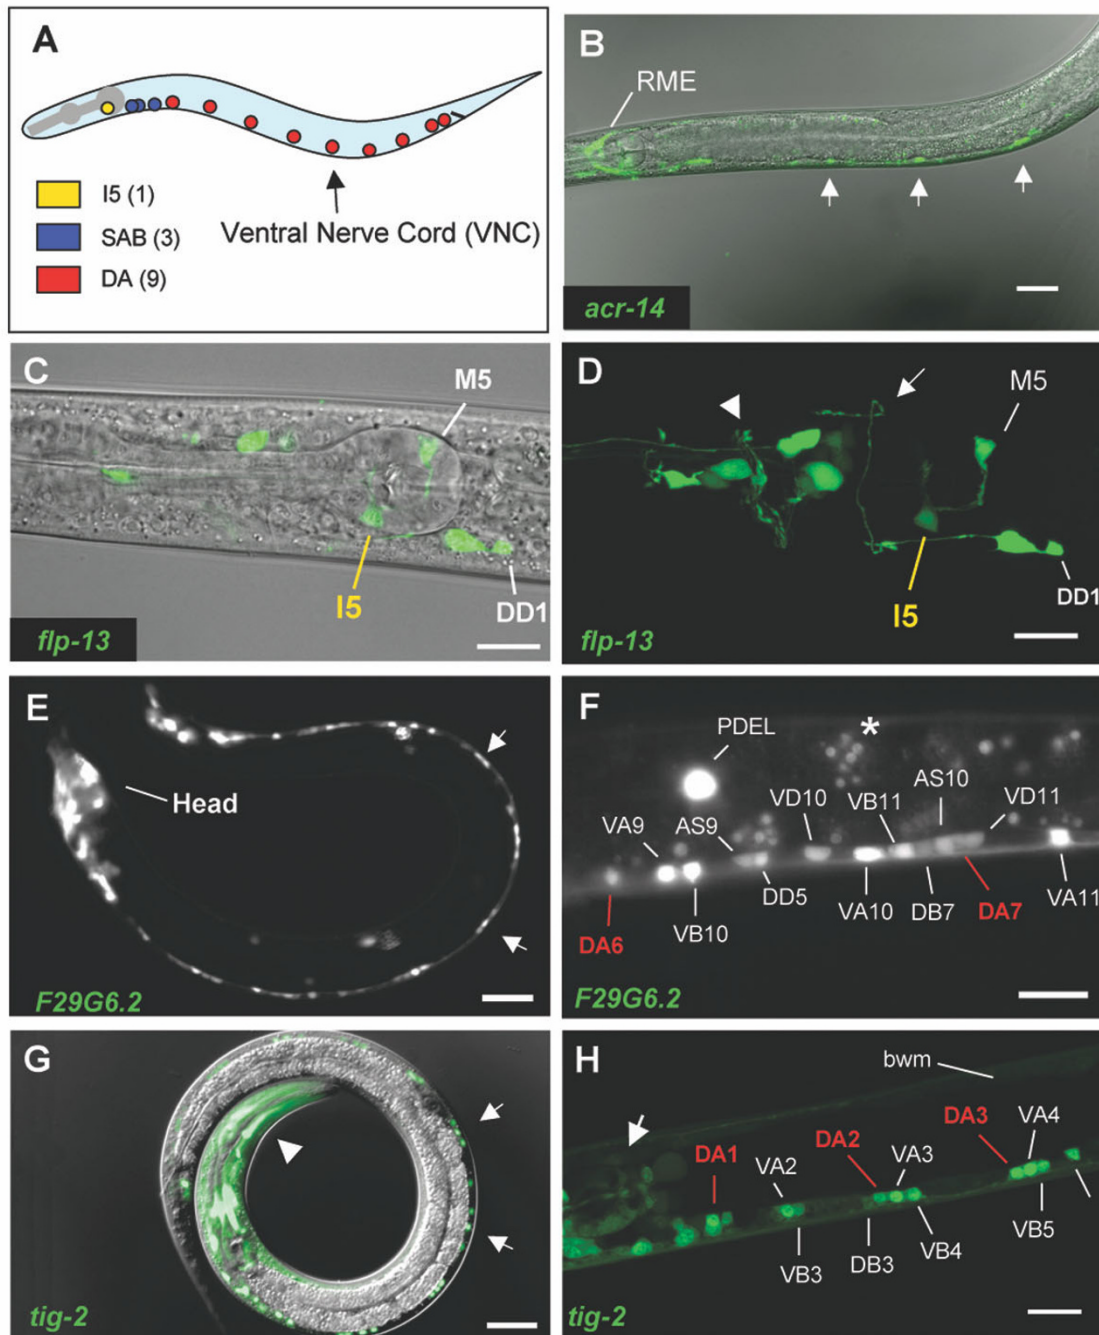 A
I5 (1)
SAB (3)
DA (9)
Ventral Nerve Cord (VNC)
B
RME
acr-14
C
M5
I5
DD1
flp-13
D
M5
I5
DD1
flp-13
E
Head
F29G6.2
F
*
PDEL
AS10
VD10
VB11
VD11
VA9
AS9
DD5
VA10
DB7
DA7
VA11
DA6
VB10
F29G6.2
G
tig-2
H
bwm
DA3
VA4
DA2
VA3
DA1
VA2
VB5
VB4
DB3
VB3
tig-2